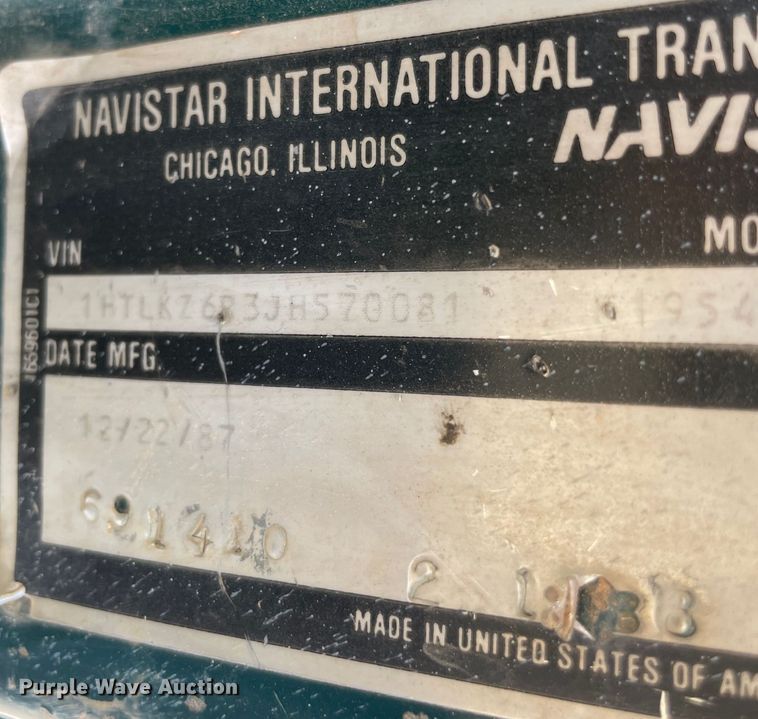 NAVISTAR INTERNATIONAL TRAN
CHICAGO, ILLINOIS
NAVIS
MO
VIN
1HTLKZ6R3JH570081 1954
1659601C1
DATE MFG.
12/22/87
691410
MADE IN UNITED STATES OF AM
Purple Wave Auction